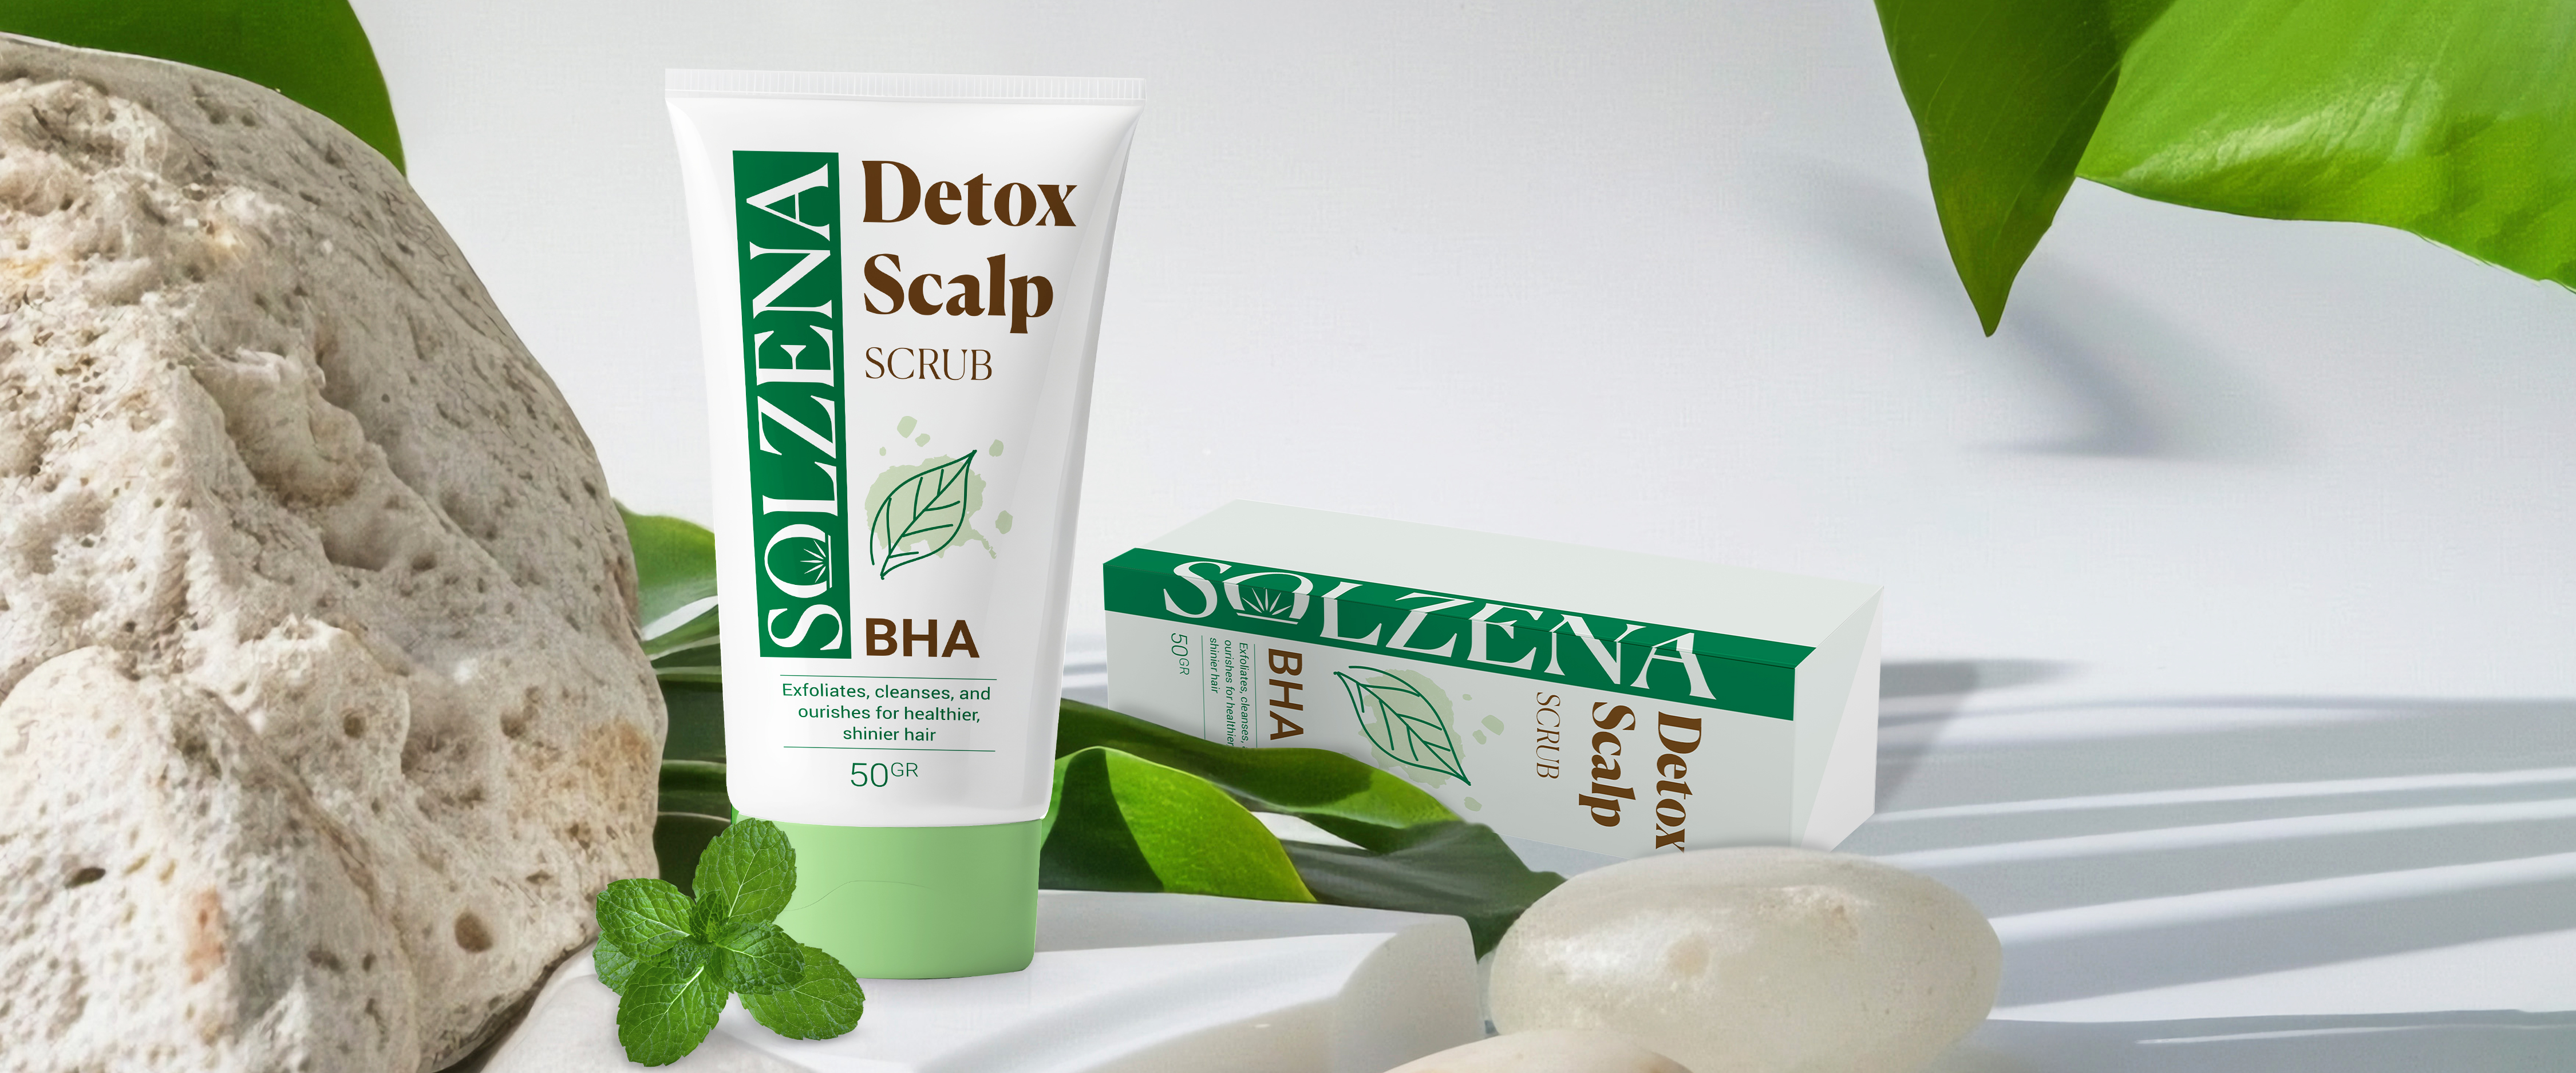 SOLZENA
Detox
Scalp
SCRUB
BHA
Exfoliates, cleanses, and
ourishes for healthier,
shinier hair
50GR
SOLZENA
Detox
Scalp
SCRUB
BHA
Exfoliates, cleanses,
ourishes for healthier
shinier hair
50GR